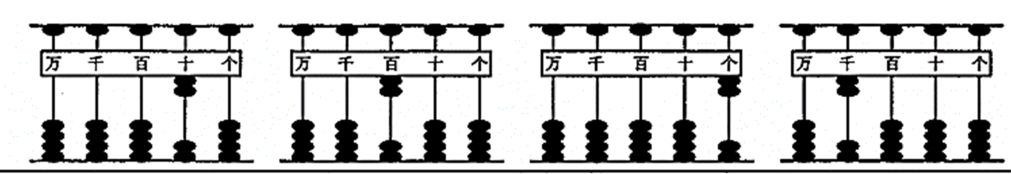 万 千 百 十 个 万 千 百 十 个 万 千 百 十 个 万 千 百 十 个